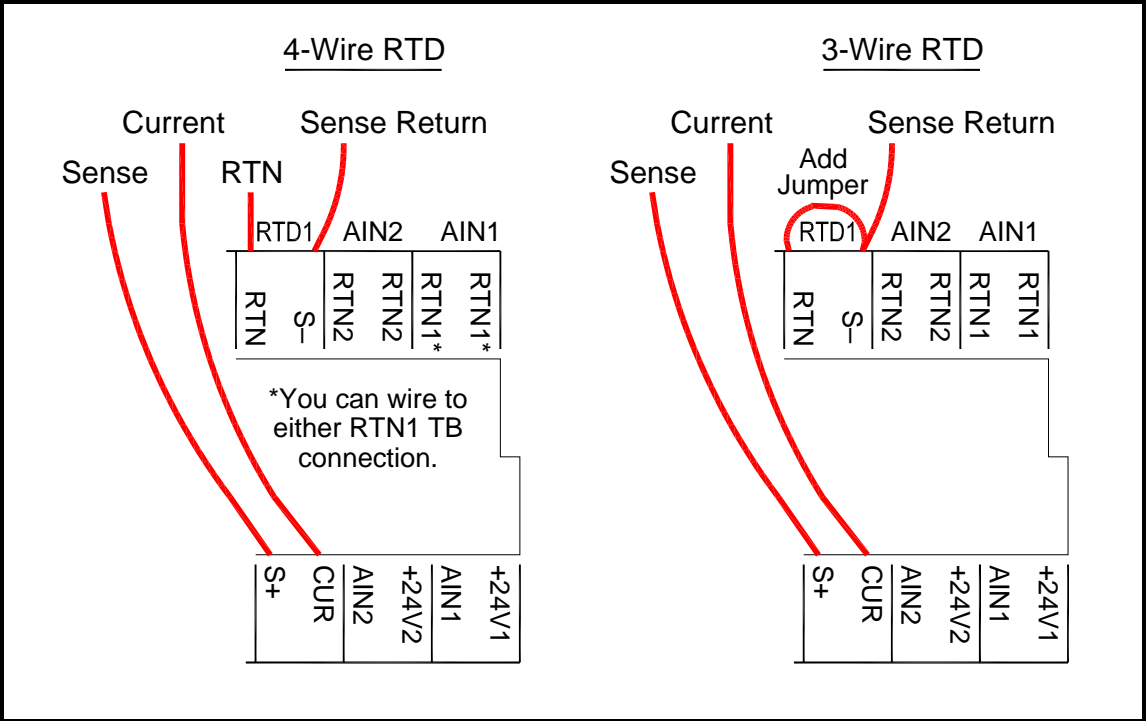 4-Wire RTD
Current
Sense Return
Sense
RTN
RTD1 AIN2 AIN1
RTN S– RTN2 RTN2 RTN1* RTN1*
*You can wire to
either RTN1 TB
connection.
S+ CUR AIN2 +24V2 AIN1 +24V1
3-Wire RTD
Current
Sense Return
Sense
Add
Jumper
RTD1 AIN2 AIN1
RTN S– RTN2 RTN2 RTN1 RTN1
S+ CUR AIN2 +24V2 AIN1 +24V1